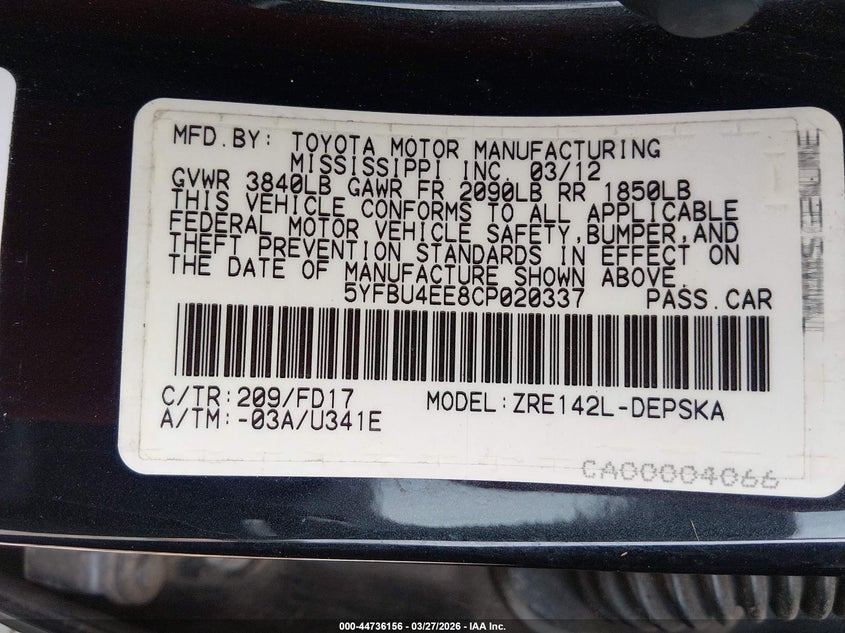 MFD.BY: TOYOTA MOTOR MANUFACTURING
MISSISSIPPI INC. 03/12
GVWR 3840LB GAWR FR 2090LB RR 1850LB
THIS VEHICLE CONFORMS TO ALL APPLICABLE
FEDERAL MOTOR VEHICLE SAFETY,BUMPER,AND
THEFT PREVENTION STANDARDS IN EFFECT ON
THE DATE OF MANUFACTURE SHOWN ABOVE.
5YFBU4EE8CP020337 PASS.CAR
C/TR:209/FD17 MODEL:ZRE142L-DEPSKA
A/TM:-03A/U341E
CA00004066
000-44736156 — 03/27/2026 — IAA Inc.